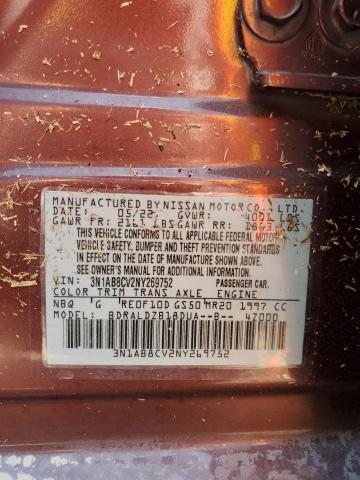 MANUFACTURED BY NISSAN MOTOR CO., LTD.
DATE: 05/22 GVWR: 4001 LBS
GAWR FR: 2161 LBS GAWR RR: 1863 LBS
THIS VEHICLE CONFORMS TO ALL APPLICABLE FEDERAL MOTOR
VEHICLE SAFETY, BUMPER AND THEFT PREVENTION STANDARDS
IN EFFECT ON THE DATE OF MANUFACTURE SHOWN ABOVE.
SEE OWNER'S MANUAL FOR ADDITIONAL INFORMATION
VIN: 3N1AB8CV2NY269752 PASSENGER CAR.
COLOR TRIM TRANS AXLE ENGINE
NBQ G REOF10D GS50 MR20 1997 CC
MODEL: BDRALDZB18DUA--B-- 47000
3N1AB8CV2NY269752